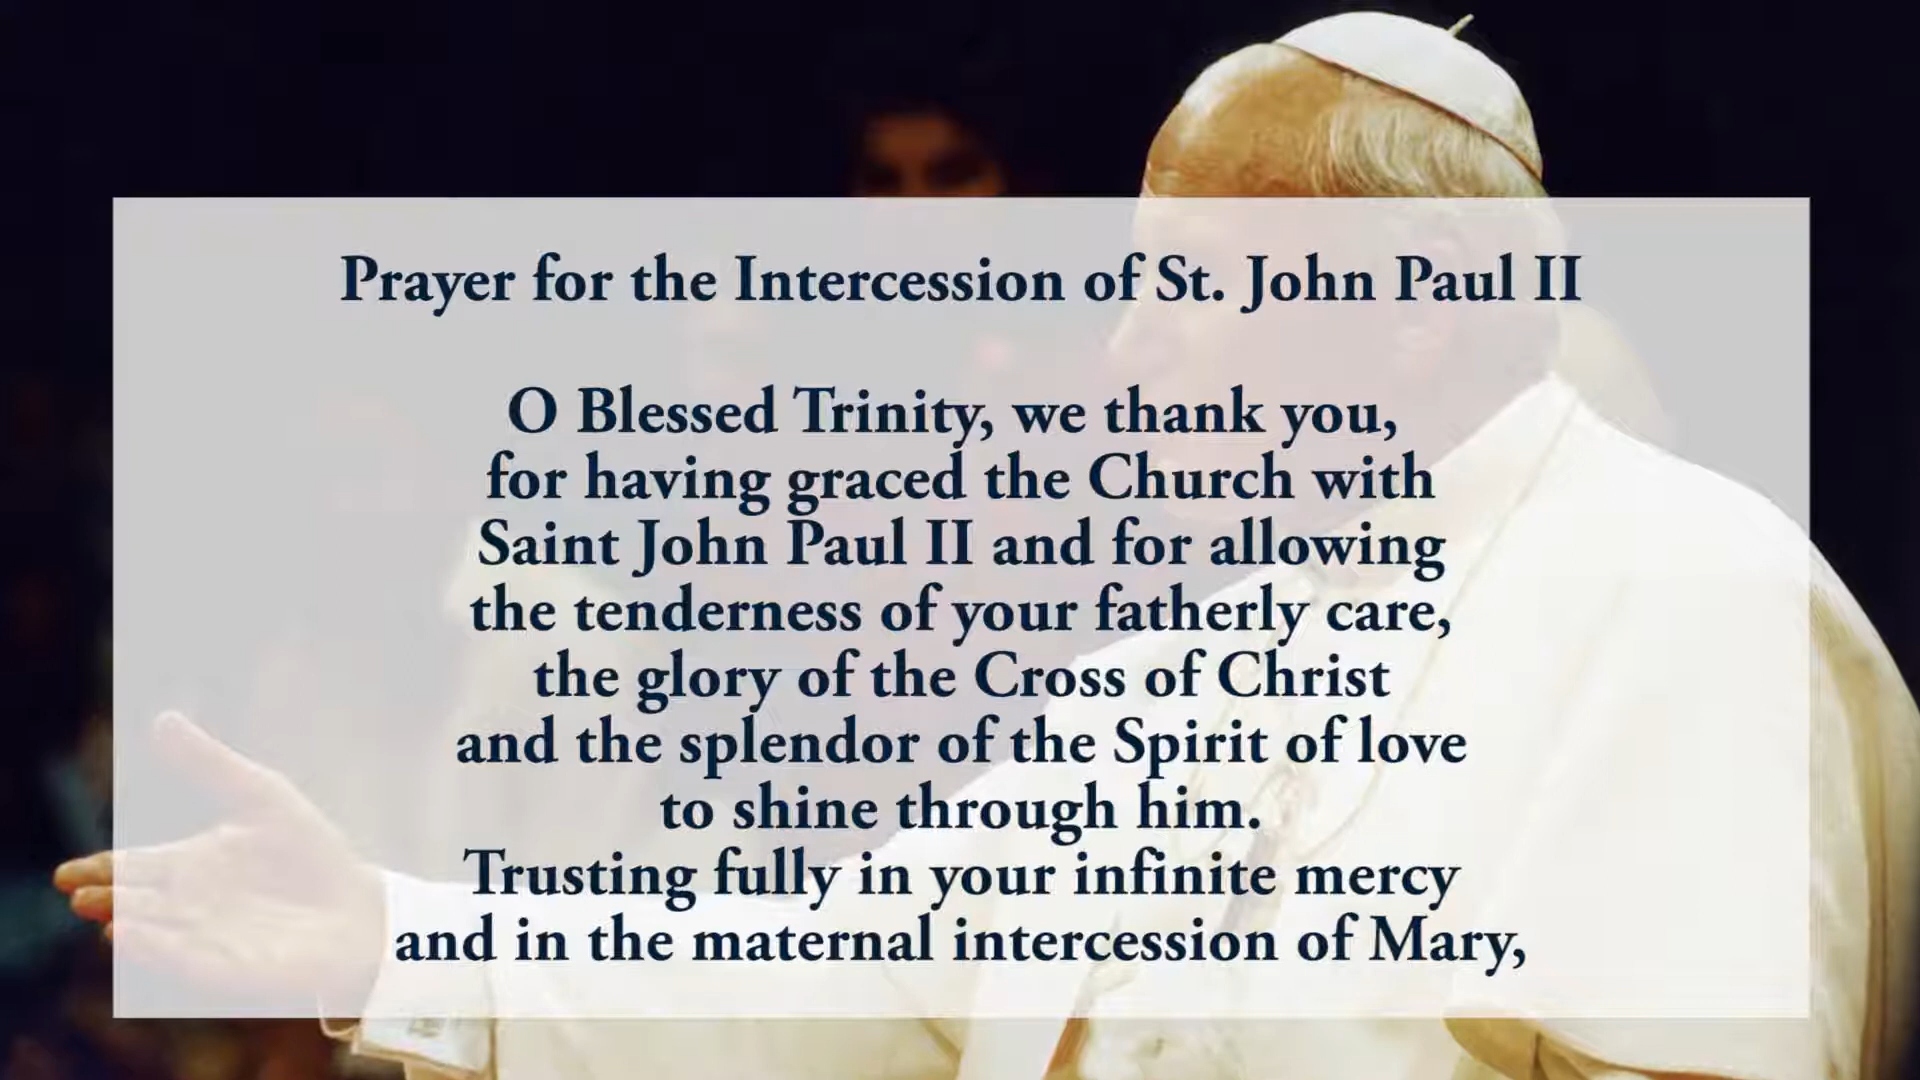 Prayer for the Intercession of St. John Paul II
O Blessed Trinity, we thank you,
for having graced the Church with
Saint John Paul II and for allowing
the tenderness of your fatherly care,
the glory of the Cross of Christ
and the splendor of the Spirit of love
to shine through him.
Trusting fully in your infinite mercy
and in the maternal intercession of Mary,